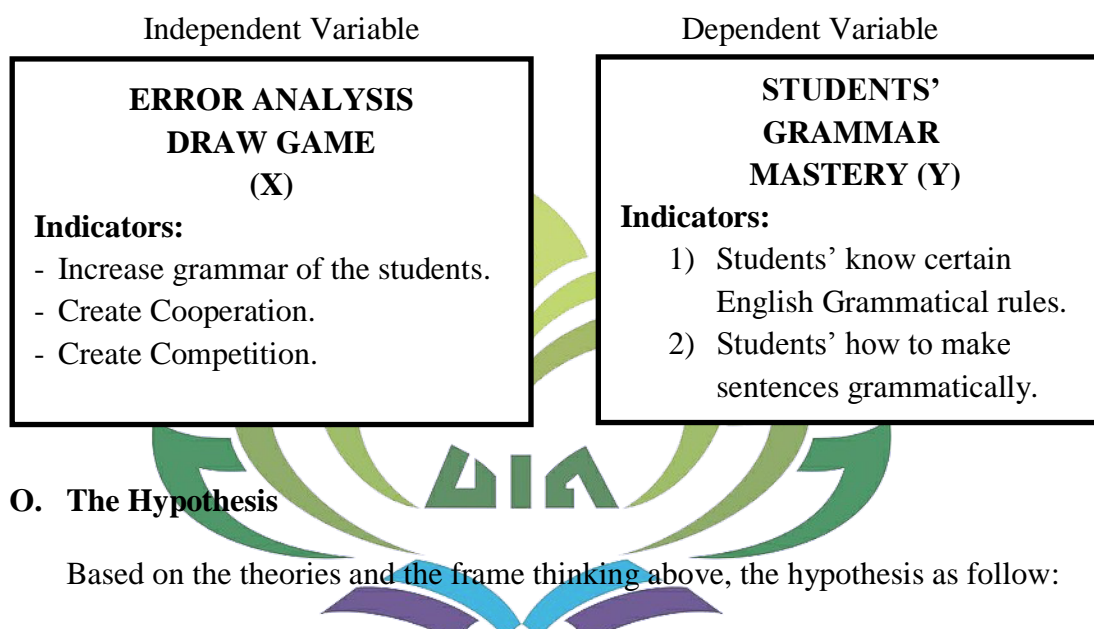 Independent Variable
Dependent Variable
ERROR ANALYSIS
DRAW GAME
(X)
Indicators:
- Increase grammar of the students.
- Create Cooperation.
- Create Competition.
STUDENTS’
GRAMMAR
MASTERY (Y)
Indicators:
1) Students’ know certain
English Grammatical rules.
2) Students’ how to make
sentences grammatically.
O. The Hypothesis
Based on the theories and the frame thinking above, the hypothesis as follow: